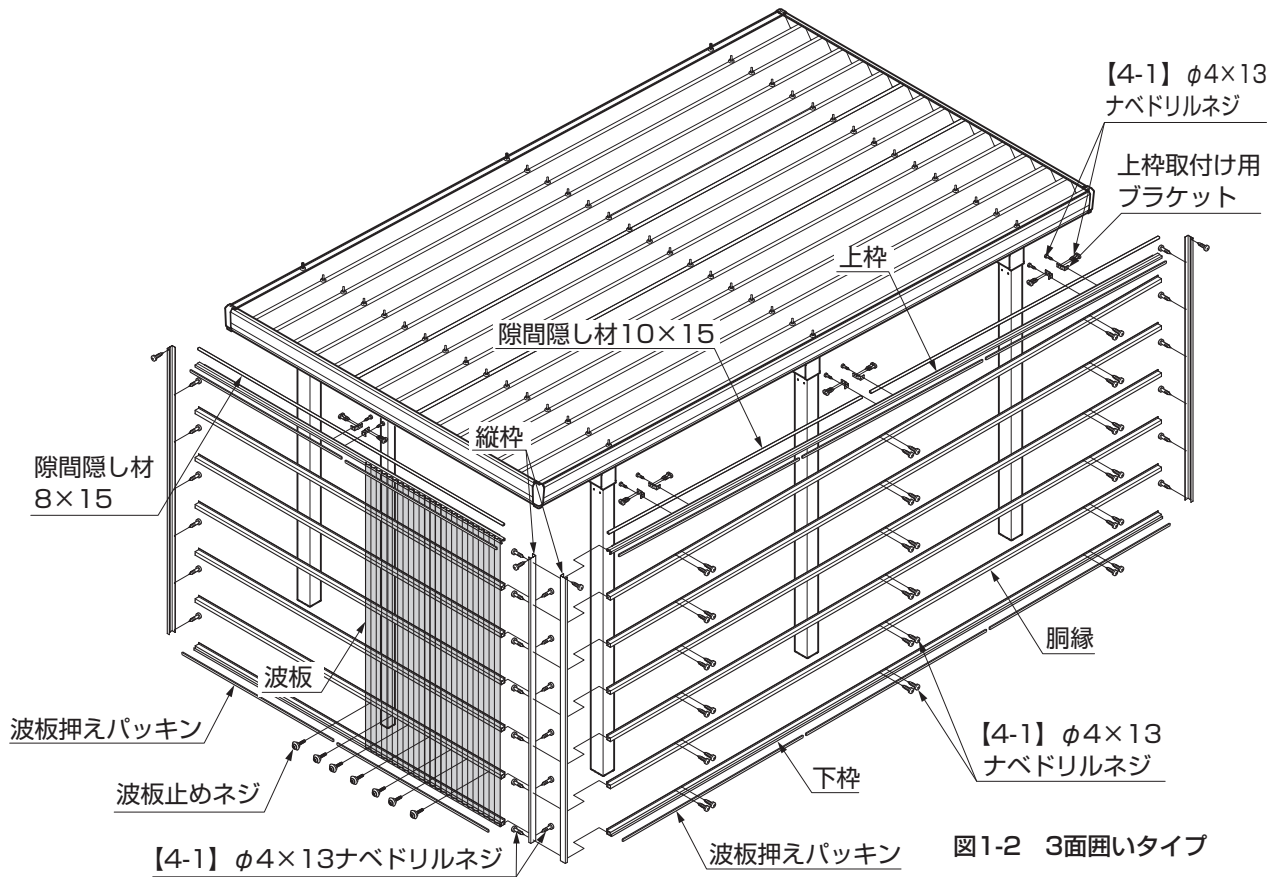 【4-1】φ4×13
ナベドリルネジ
上枠取付け用
ブラケット
上枠
隙間隠し材10×15
縦枠
隙間隠し材
8×15
波板
胴縁
波板押えパッキン
【4-1】φ4×13
ナベドリルネジ
波板止めネジ
下枠
【4-1】φ4×13ナベドリルネジ
波板押えパッキン
図1-2　3面囲いタイプ